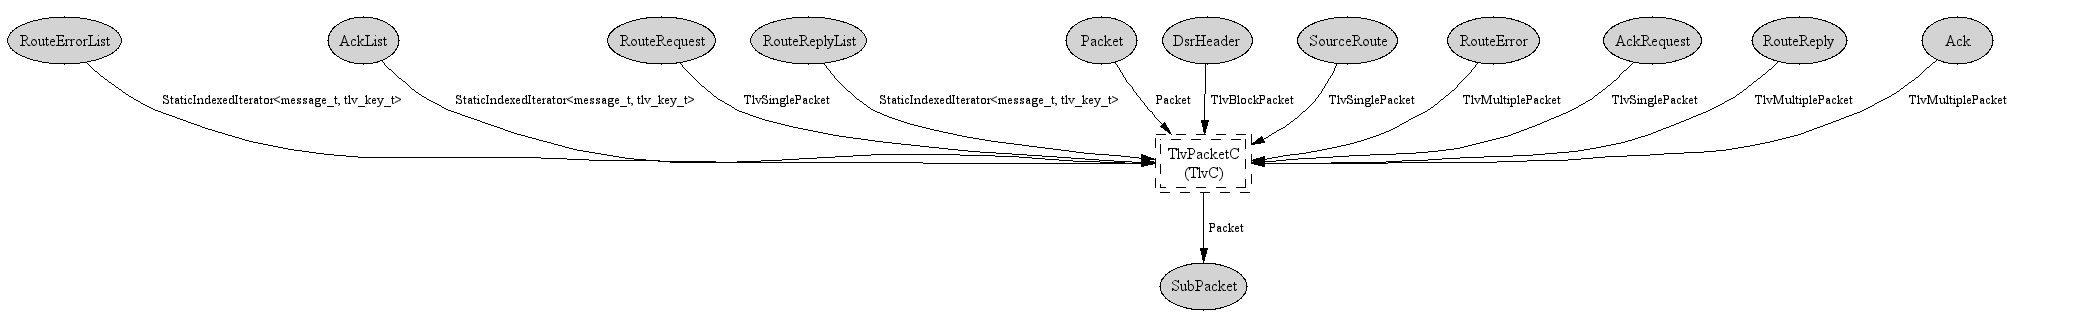 RouteErrorList
AckList
RouteRequest
RouteReplyList
Packet
DsrHeader
SourceRoute
RouteError
AckRequest
RouteReply
Ack
StaticIndexedIterator<message_t, tlv_key_t>
StaticIndexedIterator<message_t, tlv_key_t>
TlvSinglePacket
StaticIndexedIterator<message_t, tlv_key_t>
Packet
TlvBlockPacket
TlvSinglePacket
TlvMultiplePacket
TlvSinglePacket
TlvMultiplePacket
TlvMultiplePacket
TlvPacketC
(TlvC)
Packet
SubPacket